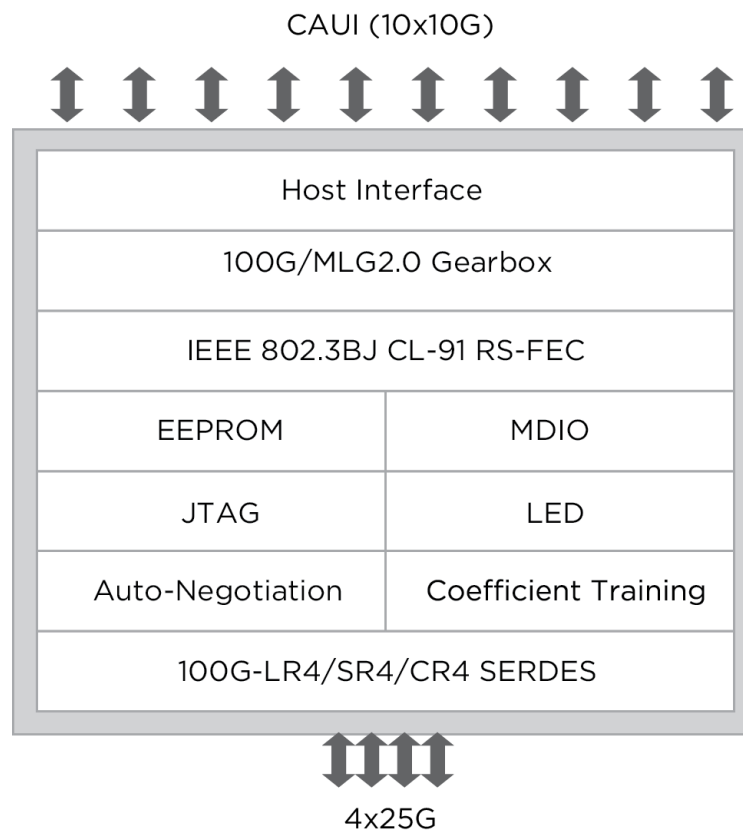 CAUI (10x10G)
Host Interface
100G/MLG2.0 Gearbox
IEEE 802.3BJ CL-91 RS-FEC
EEPROM
MDIO
JTAG
LED
Auto-Negotiation
Coefficient Training
100G-LR4/SR4/CR4 SERDES
4x25G